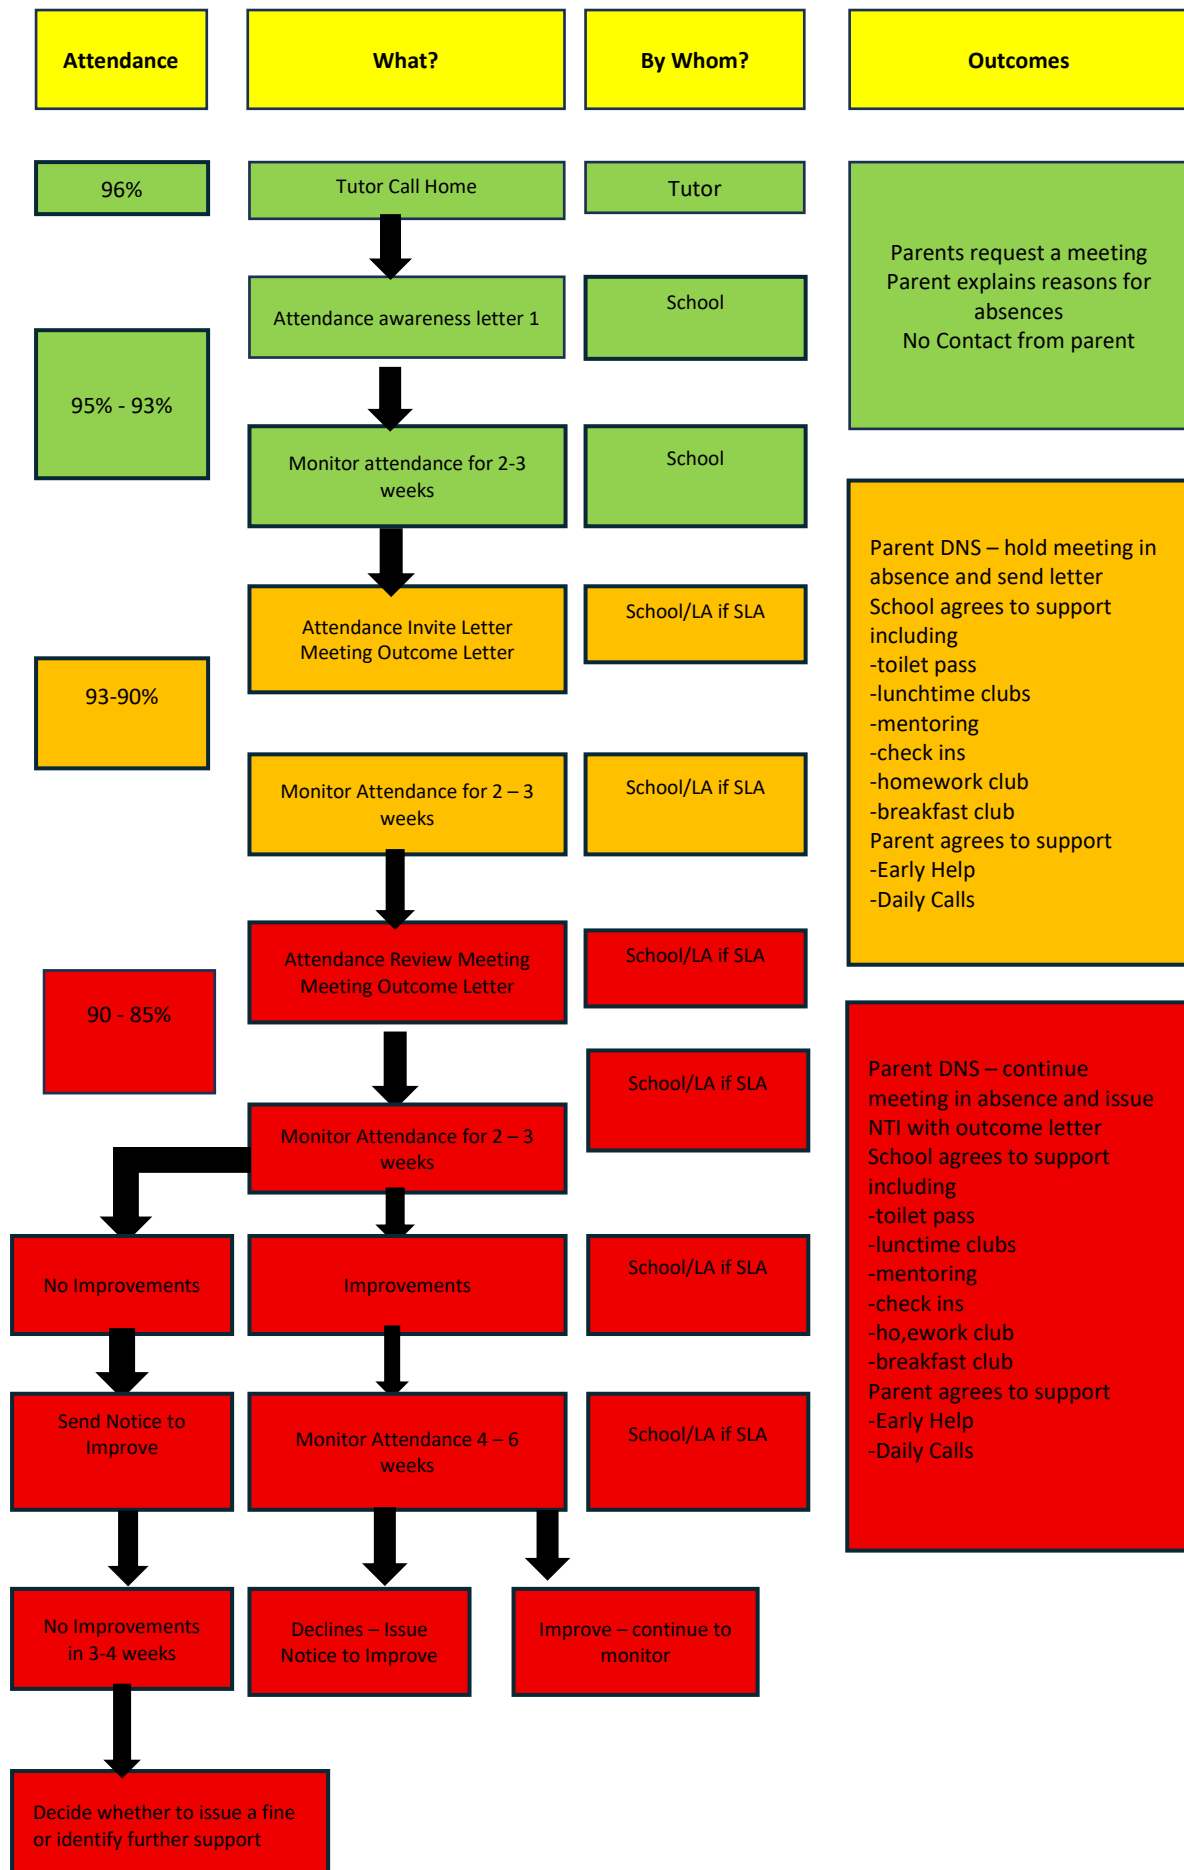 Attendance
What?
By Whom?
Outcomes
96%
Tutor Call Home
Tutor
Parents request a meeting
Parent explains reasons for
absences
No Contact from parent
Attendance awareness letter 1
School
95% - 93%
Monitor attendance for 2-3
weeks
School
Parent DNS – hold meeting in
absence and send letter
School agrees to support
including
-toilet pass
-lunchtime clubs
-mentoring
-check ins
-homework club
-breakfast club
Parent agrees to support
-Early Help
-Daily Calls
Attendance Invite Letter
Meeting Outcome Letter
School/LA if SLA
93-90%
Monitor Attendance for 2 – 3
weeks
School/LA if SLA
Attendance Review Meeting
Meeting Outcome Letter
School/LA if SLA
90 - 85%
Parent DNS – continue
meeting in absence and issue
NTI with outcome letter
School agrees to support
including
-toilet pass
-lunctime clubs
-mentoring
-check ins
-ho,ework club
-breakfast club
Parent agrees to support
-Early Help
-Daily Calls
Monitor Attendance for 2 – 3
weeks
School/LA if SLA
No Improvements
Improvements
School/LA if SLA
Send Notice to
Improve
Monitor Attendance 4 – 6
weeks
School/LA if SLA
No Improvements
in 3-4 weeks
Declines – Issue
Notice to Improve
Improve – continue to
monitor
Decide whether to issue a fine
or identify further support